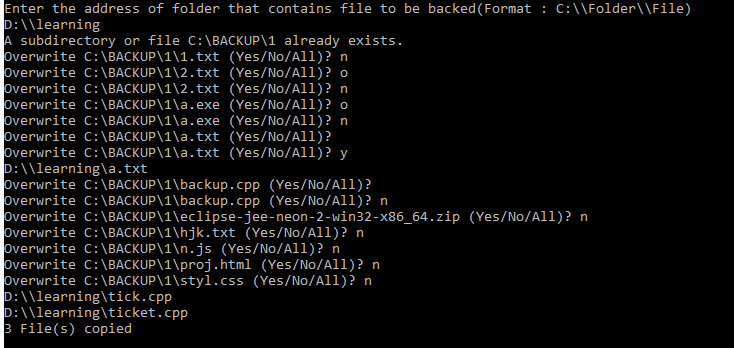 Enter the address of folder that contains file to be backed(Format : C:\\Folder\\File)
D:\\learning
A subdirectory or file C:\BACKUP\1 already exists.
Overwrite C:\BACKUP\1\1.txt (Yes/No/All)? n
Overwrite C:\BACKUP\1\2.txt (Yes/No/All)? o
Overwrite C:\BACKUP\1\2.txt (Yes/No/All)? n
Overwrite C:\BACKUP\1\a.exe (Yes/No/All)? o
Overwrite C:\BACKUP\1\a.exe (Yes/No/All)? n
Overwrite C:\BACKUP\1\a.txt (Yes/No/All)?
Overwrite C:\BACKUP\1\a.txt (Yes/No/All)? y
D:\\learning\a.txt
Overwrite C:\BACKUP\1\backup.cpp (Yes/No/All)?
Overwrite C:\BACKUP\1\backup.cpp (Yes/No/All)? n
Overwrite C:\BACKUP\1\eclipse-jee-neon-2-win32-x86_64.zip (Yes/No/All)? n
Overwrite C:\BACKUP\1\hjk.txt (Yes/No/All)? n
Overwrite C:\BACKUP\1\n.js (Yes/No/All)? n
Overwrite C:\BACKUP\1\proj.html (Yes/No/All)? n
Overwrite C:\BACKUP\1\styl.css (Yes/No/All)? n
D:\\learning\tick.cpp
D:\\learning\ticket.cpp
3 File(s) copied